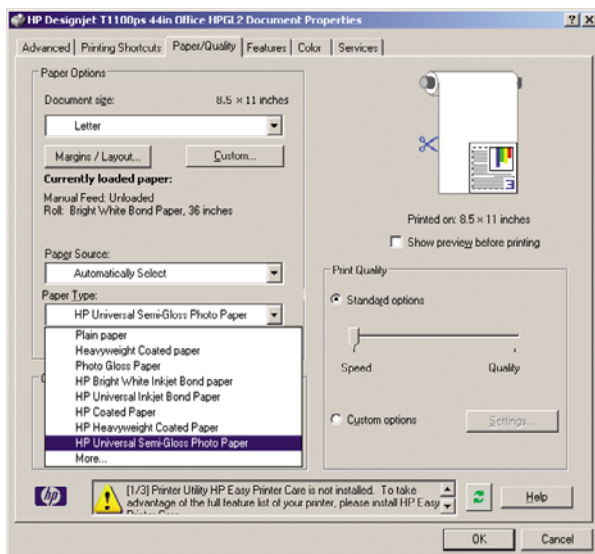 HP Designjet T1100ps 44in Office HPGL2 Document Properties
Advanced Printing Shortcuts Paper/Quality Features Color Services
Paper Options
Document size: 8.5 × 11 inches
Letter
Margins / Layout... Custom...
Currently loaded paper:
Manual Feed: Unloaded
Roll: Bright White Bond Paper, 36 inches
Paper Source:
Automatically Select
Paper Type:
HP Universal Semi-Gloss Photo Paper
Plain paper
Heavyweight Coated paper
Photo Gloss Paper
HP Bright White Inkjet Bond paper
HP Universal Inkjet Bond Paper
HP Coated Paper
HP Heavyweight Coated Paper
HP Universal Semi-Gloss Photo Paper
More...
3
Printed on: 8.5 × 11 inches
Show preview before printing
Print Quality
Standard options
Speed Quality
Custom options Settings...
hp
[1/3] Printer Utility HP Easy Printer Care is not installed. To take
advantage of the full feature list of your printer, please install HP Easy
Printer Care
Help
OK Cancel